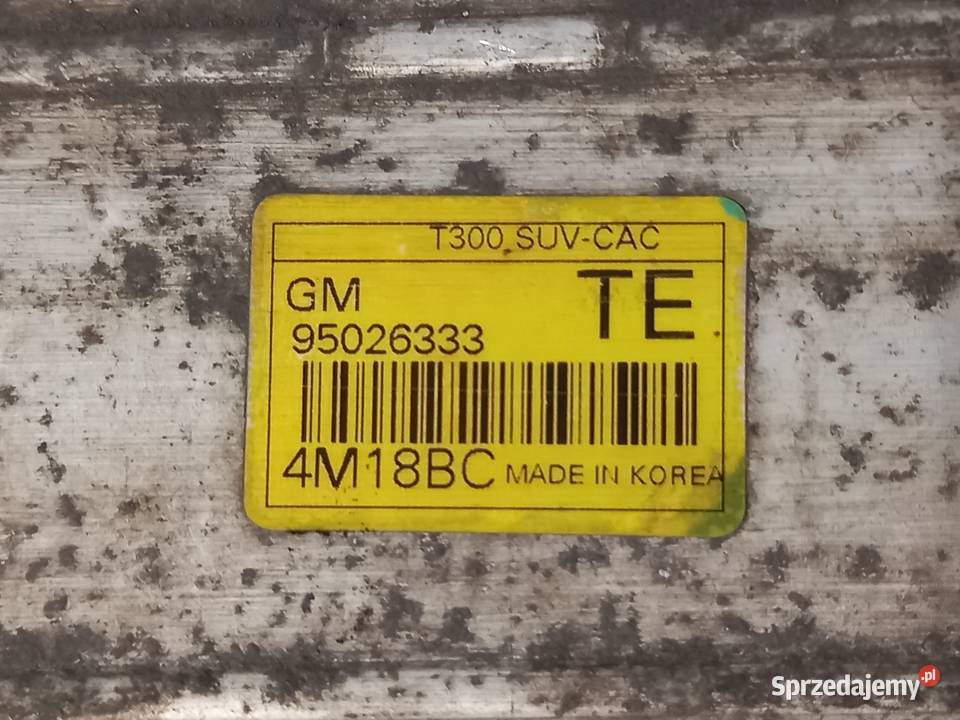 T300 SUV-CAC
GM TE
95026333
4M18BC MADE IN KOREA
Sprzedajemy.pl